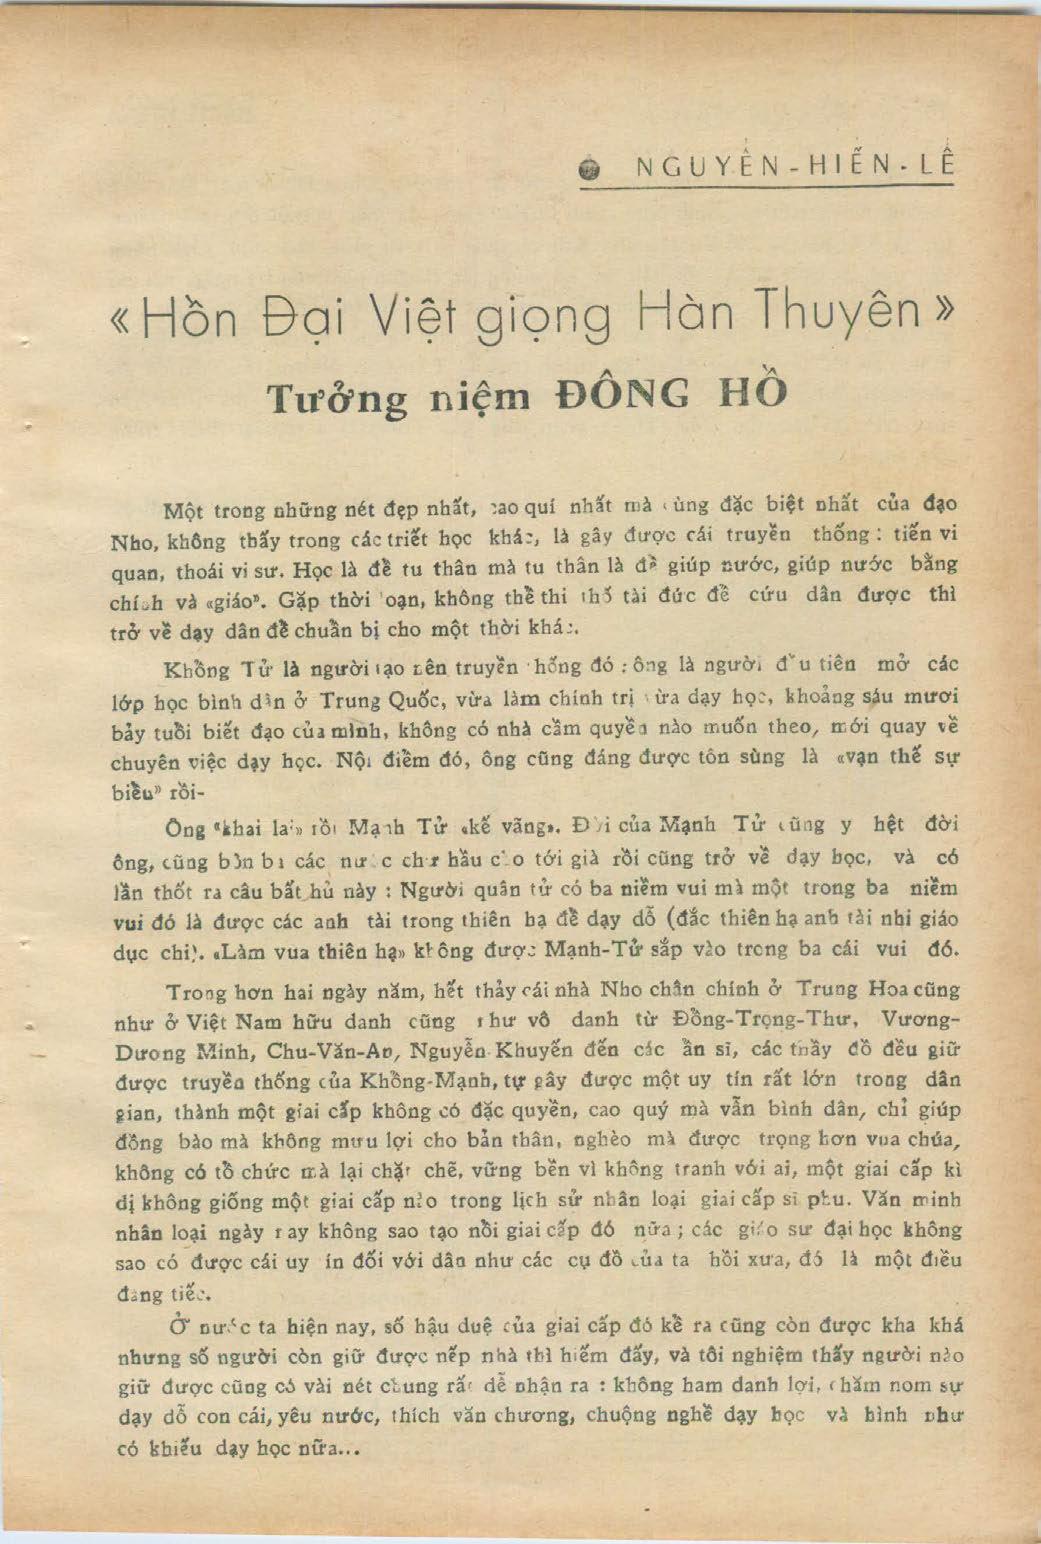 NGUYỄN-HIẾN-LÊ
«Hồn Đại Việt giọng Hàn Thuyên»
Tưởng niệm ĐÔNG HỒ
Một trong những nét đẹp nhất, cao quí nhất mà cùng đặc biệt nhất của đạo
Nho, không thấy trong các triết học khác, là gây được cái truyền thống : tiến vi
quan, thoái vi sư. Học là để tu thân mà tu thân là để giúp nước, giúp nước bằng
chính và «giáo». Gặp thời loạn, không thể thi thố tài đức để cứu dân được thì
trở về dạy dân để chuẩn bị cho một thời khác.
Khổng Tử là người tạo nên truyền thống đó : ông là người đầu tiên mở các
lớp học bình dân ở Trung Quốc, vừa làm chính trị vừa dạy học, khoảng sáu mươi
bảy tuổi biết đạo của mình, không có nhà cầm quyền nào muốn theo, mới quay về
chuyên việc dạy học. Nội điểm đó, ông cũng đáng được tôn sùng là «vạn thế sự
biểu» rồi-
Ông «khai lai» rồi Mạnh Tử «kế vãng». Đời của Mạnh Tử cũng y hệt đời
ông, cũng bôn ba các nước chư hầu cho tới già rồi cũng trở về dạy học, và có
lần thốt ra câu bất hủ này : Người quân tử có ba niềm vui mà một trong ba niềm
vui đó là được các anh tài trong thiên hạ để dạy dỗ (đắc thiên hạ anh tài nhi giáo
dục chi). «Làm vua thiên hạ» không được Mạnh-Tử sắp vào trong ba cái vui đó.
Trong hơn hai ngày năm, hết thảy cái nhà Nho chân chính ở Trung Hoa cũng
như ở Việt Nam hữu danh cũng như vô danh từ Đồng-Trọng-Thư, Vương-
Dương Minh, Chu-Văn-An, Nguyễn-Khuyến đến các ẩn sĩ, các thầy đồ đều giữ
được truyền thống của Khổng-Mạnh, tự gây được một uy tín rất lớn trong dân
gian, thành một giai cấp không có đặc quyền, cao quý mà vẫn bình dân, chỉ giúp
đồng bào mà không mưu lợi cho bản thân, nghèo mà được trọng hơn vua chúa,
không có tổ chức mà lại chặt chẽ, vững bền vì không tranh với ai, một giai cấp kì
dị không giống một giai cấp nào trong lịch sử nhân loại giai cấp sĩ phu. Văn minh
nhân loại ngày nay không sao tạo nổi giai cấp đó nữa ; các giáo sư đại học không
sao có được cái uy tín đối với dân như các cụ đồ của ta hồi xưa, đó là một điều
đáng tiếc.
Ở nước ta hiện nay, số hậu duệ của giai cấp đó kể ra cũng còn được kha khá
nhưng số người còn giữ được nếp nhà thì hiếm đấy, và tôi nghiệm thấy người nào
giữ được cũng có vài nét chung rất dễ nhận ra : không ham danh lợi, chăm nom sự
dạy dỗ con cái, yêu nước, thích văn chương, chuộng nghề dạy học và hình như
có khiếu dạy học nữa...